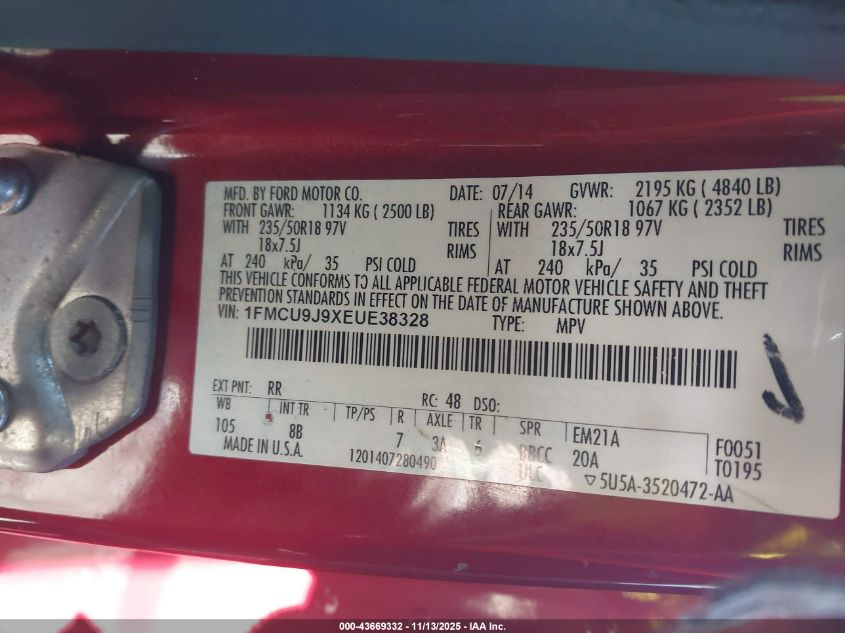 MFD. BY FORD MOTOR CO. DATE: 07/14 GVWR: 2195 KG ( 4840 LB)
FRONT GAWR: 1134 KG ( 2500 LB) REAR GAWR: 1067 KG ( 2352 LB)
WITH 235/50R18 97V TIRES WITH 235/50R18 97V TIRES
18x7.5J RIMS 18x7.5J RIMS
AT 240 kPa/ 35 PSI COLD AT 240 kPa/ 35 PSI COLD
THIS VEHICLE CONFORMS TO ALL APPLICABLE FEDERAL MOTOR VEHICLE SAFETY AND THEFT
PREVENTION STANDARDS IN EFFECT ON THE DATE OF MANUFACTURE SHOWN ABOVE.
VIN: 1FMCU9J9XEUE38328 TYPE: MPV
EXT PNT: RR RC: 48 DSO:
WB INT TR TP/PS R AXLE TR SPR EM21A F0051
105 8B 7 3A 6 BBCC 20A T0195
MADE IN U.S.A. 1201407280490 ULC ▽5U5A-3520472-AA
000-43669332 - 11/13/2025 - IAA Inc.